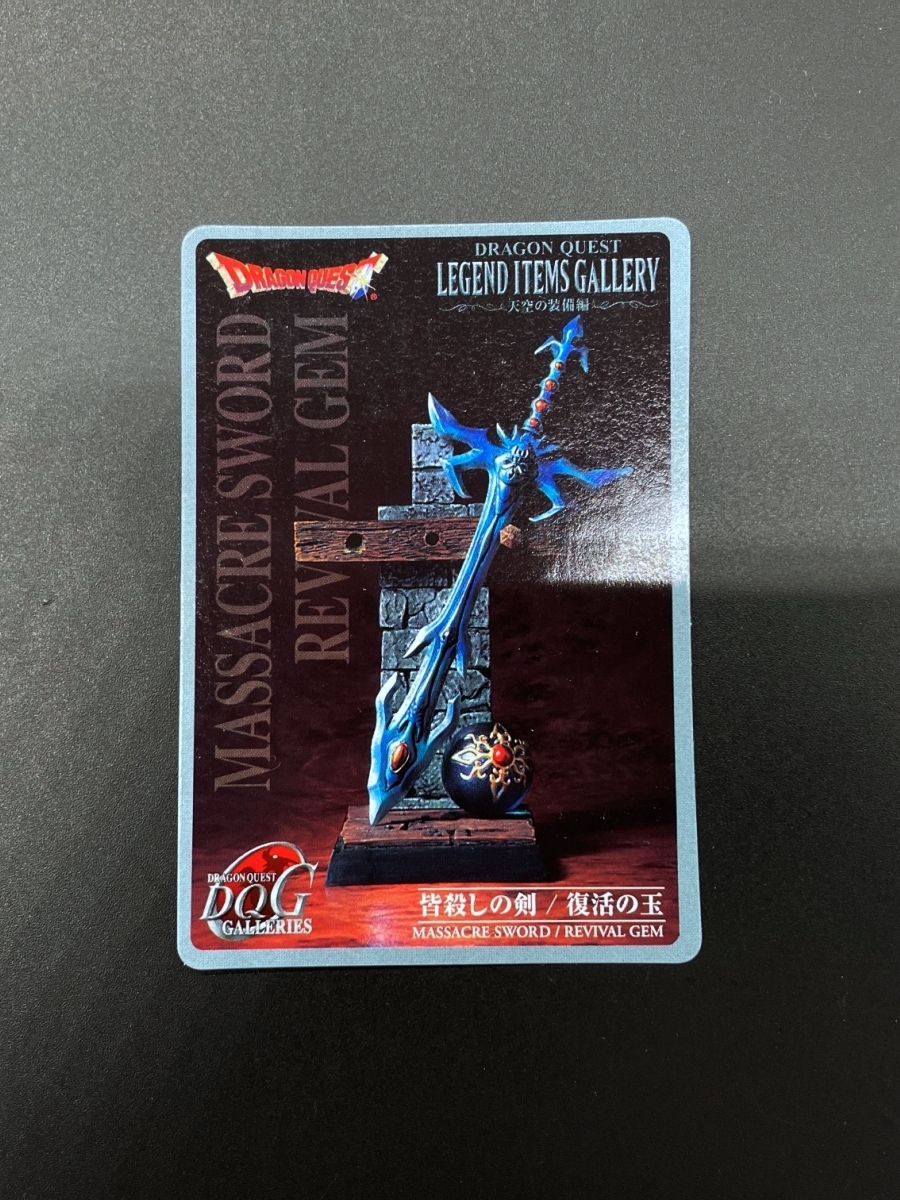 DRAGON QUEST®
DRAGON QUEST
LEGEND ITEMS GALLERY
天空の装備編
MASSACRE SWORD
REVIVAL GEM
DRAGON QUEST
DQG
GALLERIES
皆殺しの剣 / 復活の玉
MASSACRE SWORD / REVIVAL GEM